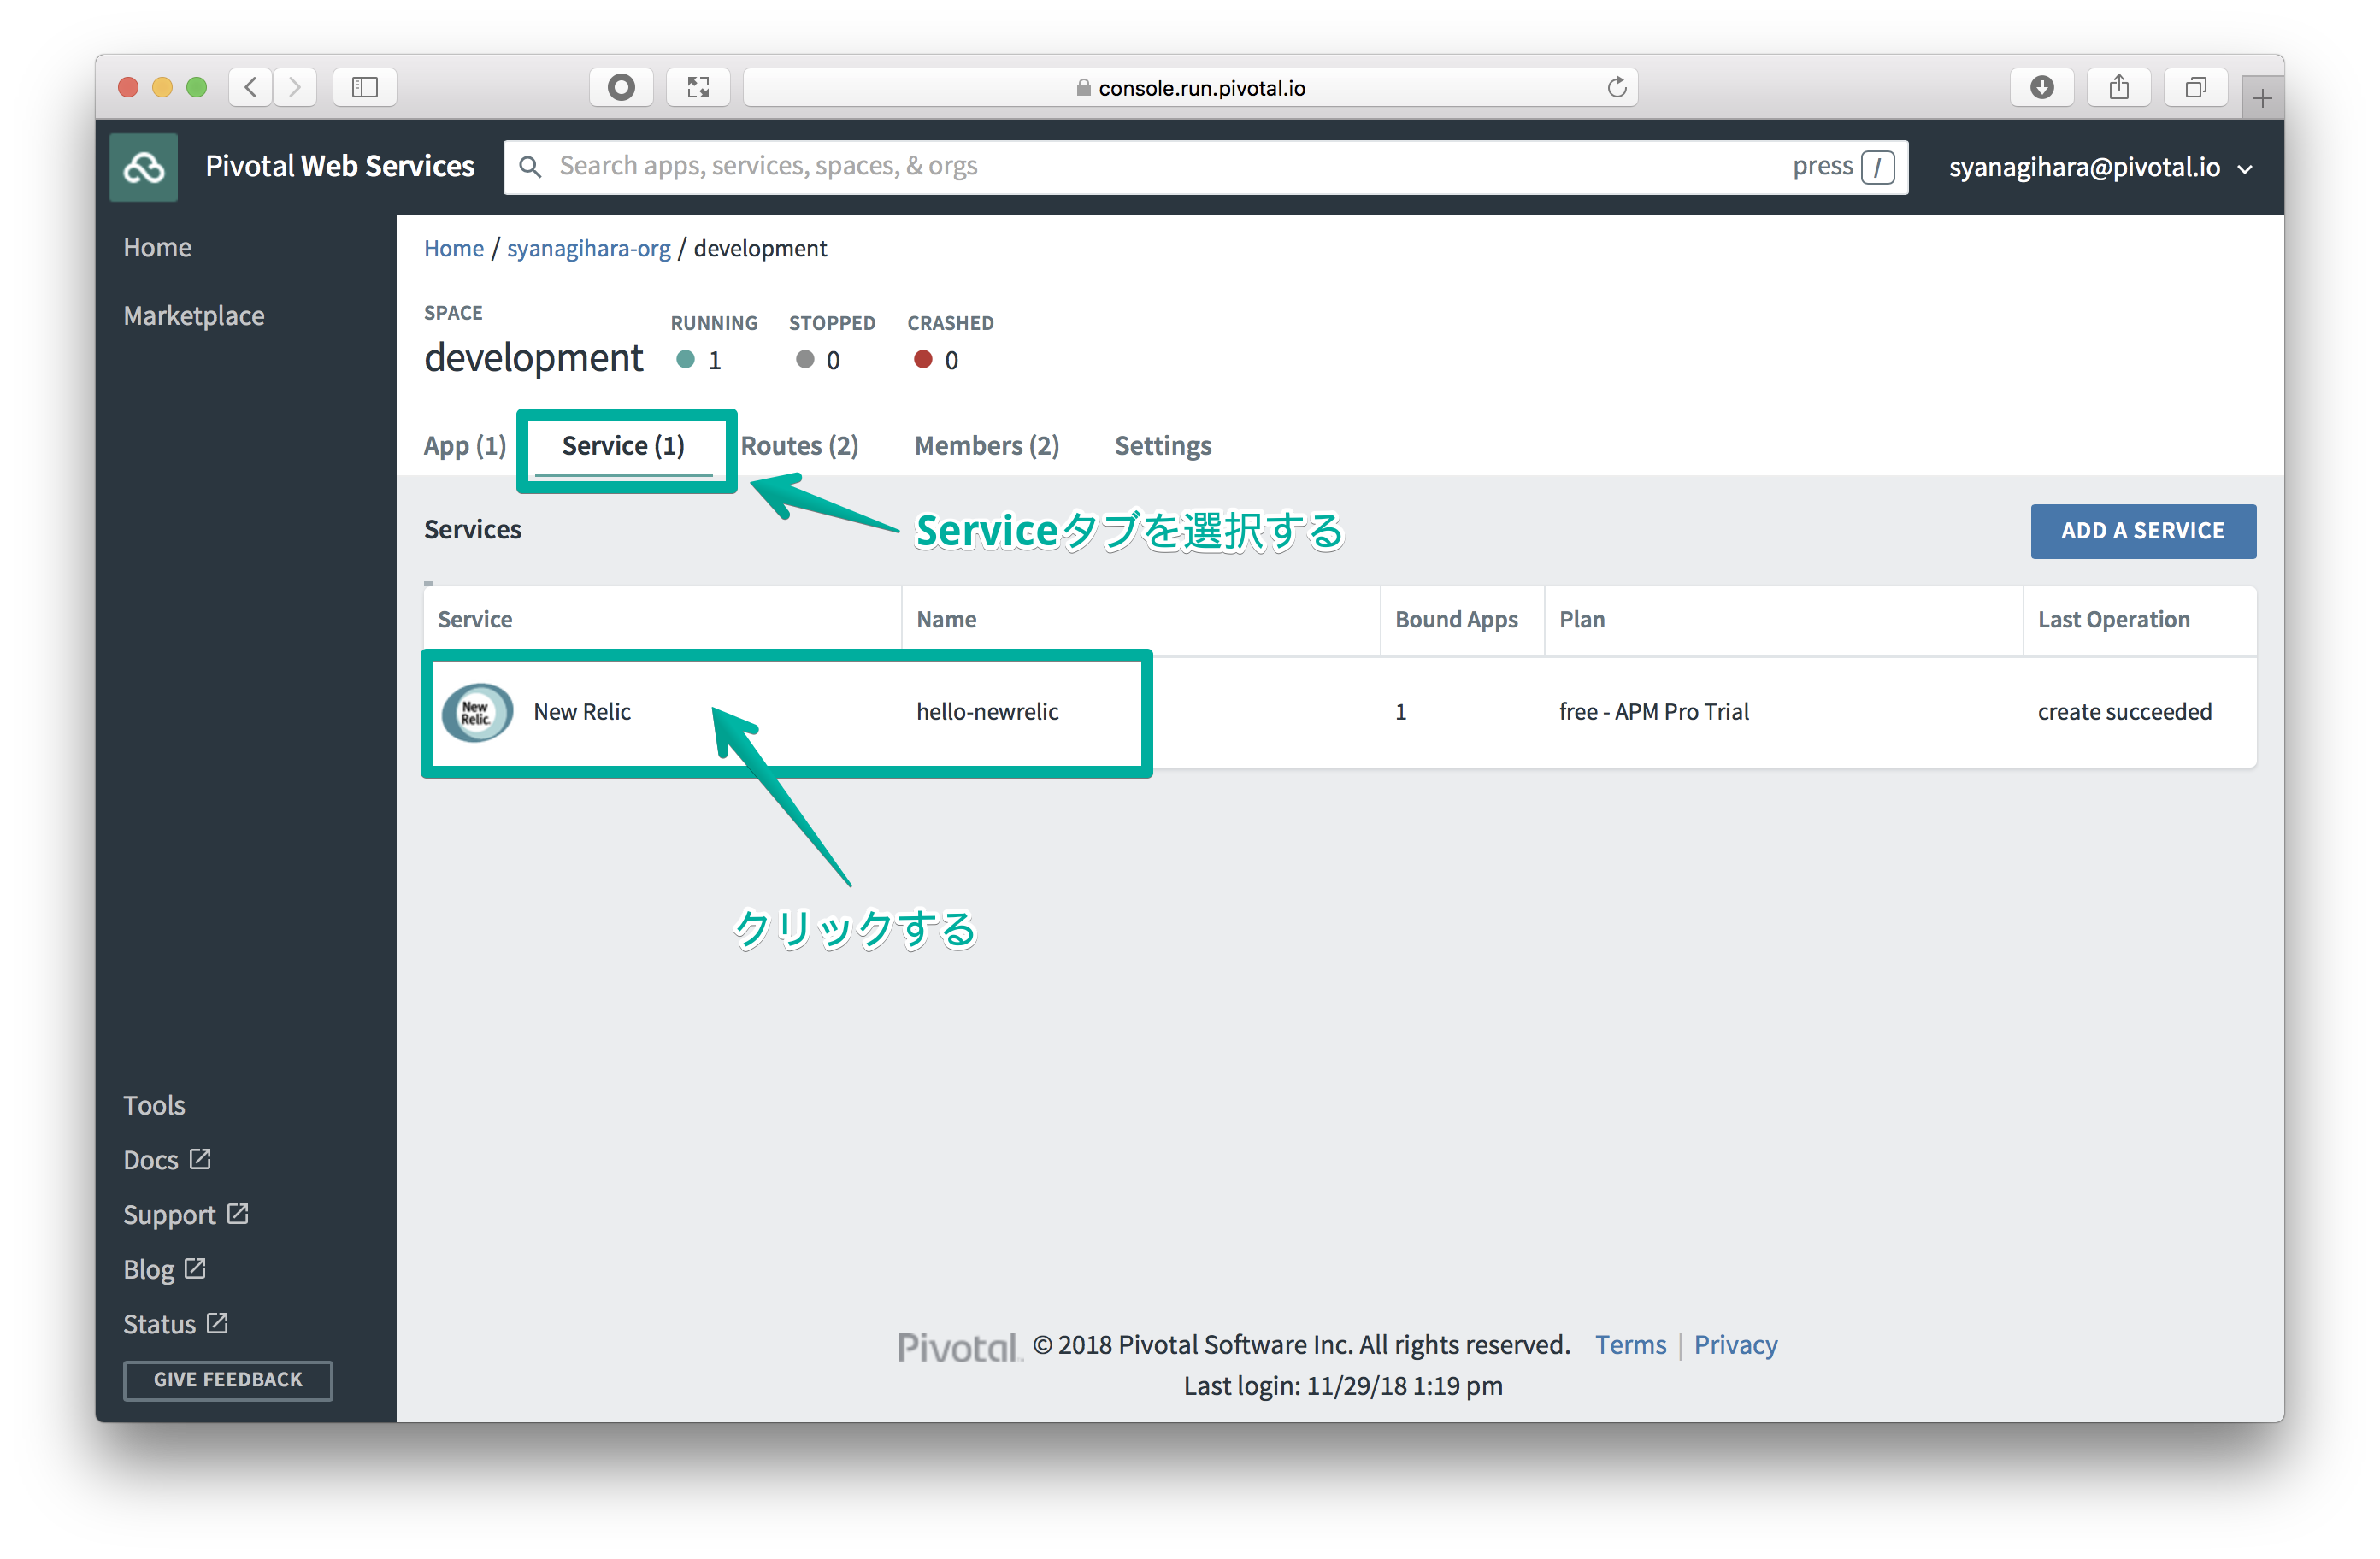 console.run.pivotal.io
Pivotal Web Services
Search apps, services, spaces, & orgs
press /
syanagihara@pivotal.io
Home
Marketplace
Home / syanagihara-org / development
SPACE
development
RUNNING
1
STOPPED
0
CRASHED
0
App (1)
Service (1)
Routes (2)
Members (2)
Settings
Serviceタブを選択する
Services
ADD A SERVICE
Service
Name
Bound Apps
Plan
Last Operation
New Relic.
New Relic
hello-newrelic
1
free - APM Pro Trial
create succeeded
クリックする
Tools
Docs
Support
Blog
Status
GIVE FEEDBACK
Pivotal. © 2018 Pivotal Software Inc. All rights reserved. Terms | Privacy
Last login: 11/29/18 1:19 pm